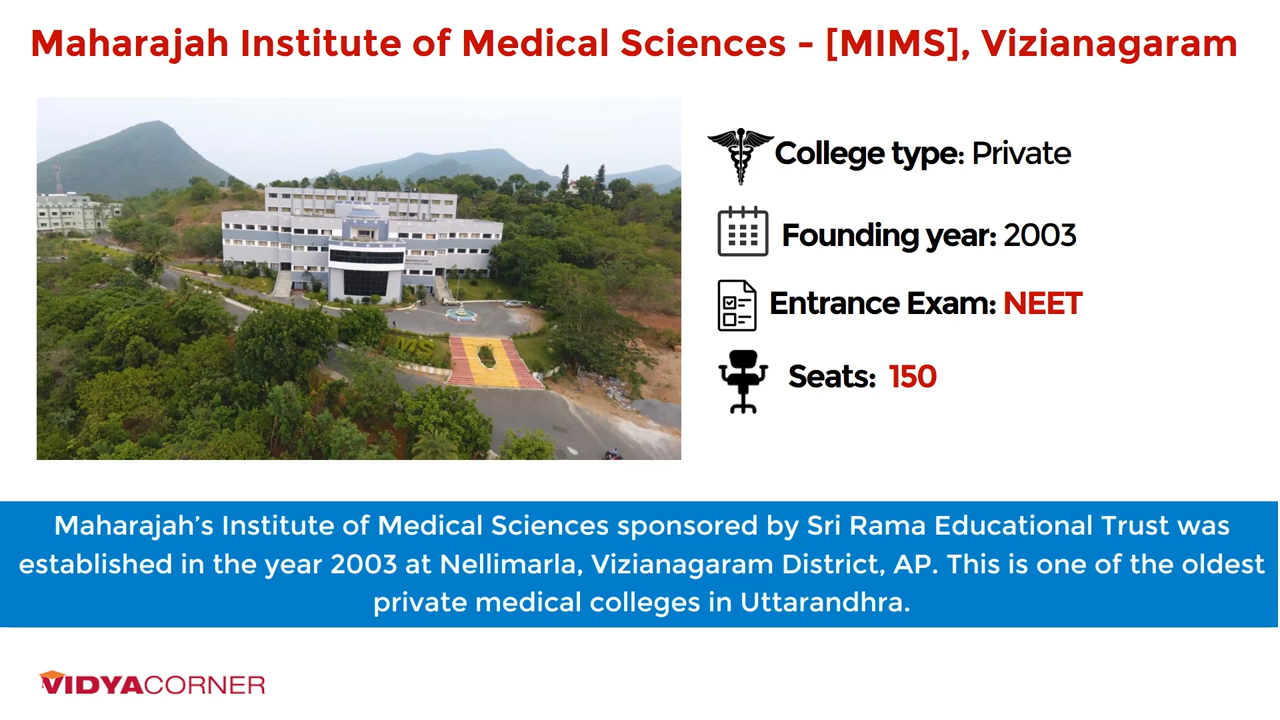 Maharajah Institute of Medical Sciences - [MIMS], Vizianagaram
College type: Private
Founding year: 2003
Entrance Exam: NEET
Seats: 150
MIMS
Maharajah’s Institute of Medical Sciences sponsored by Sri Rama Educational Trust was
established in the year 2003 at Nellimarla, Vizianagaram District, AP. This is one of the oldest
private medical colleges in Uttarandhra.
VIDYACORNER